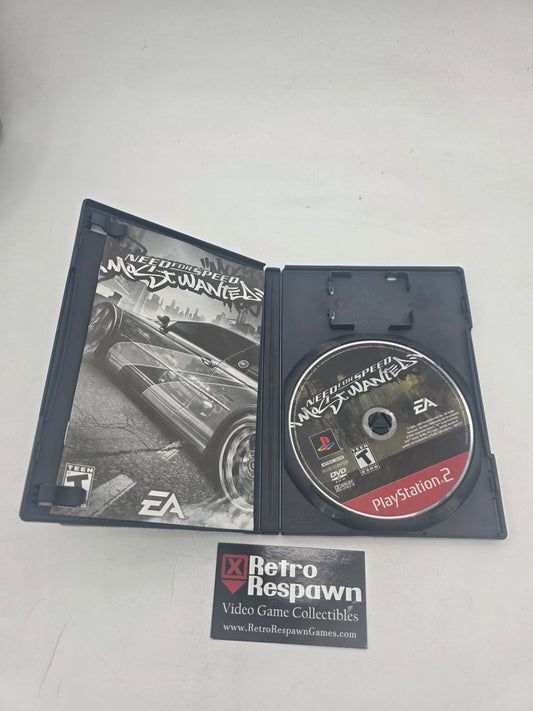 NEED FOR SPEED
MOST WANTED
TEEN
T
EA
NEED FOR SPEED
MOST WANTED
EA
TEEN
T
ESRB
DVD
PlayStation.2
Retro
Respawn
Video Game Collectibles
www.RetroRespawnGames.com